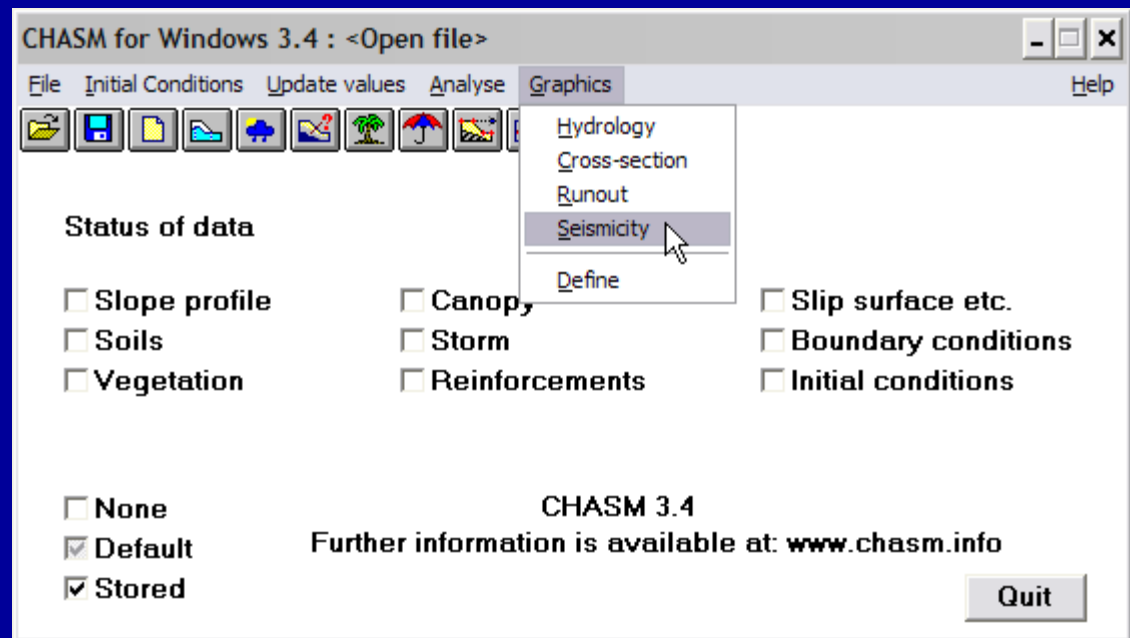 CHASM for Windows 3.4 : <Open file>
File Initial Conditions Update values Analyse Graphics Help
Hydrology
Cross-section
Runout
Seismicity
Define
Status of data
Slope profile Canopy Slip surface etc.
Soils Storm Boundary conditions
Vegetation Reinforcements Initial conditions
None
Default
Stored
CHASM 3.4
Further information is available at: www.chasm.info
Quit